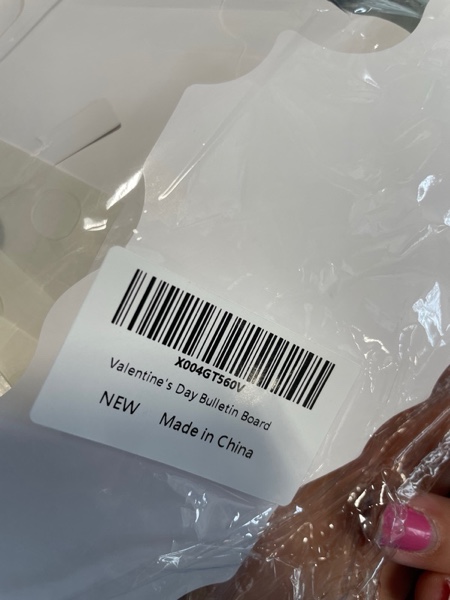 X004GT560V
Valentine's Day Bulletin Board
NEW Made in China